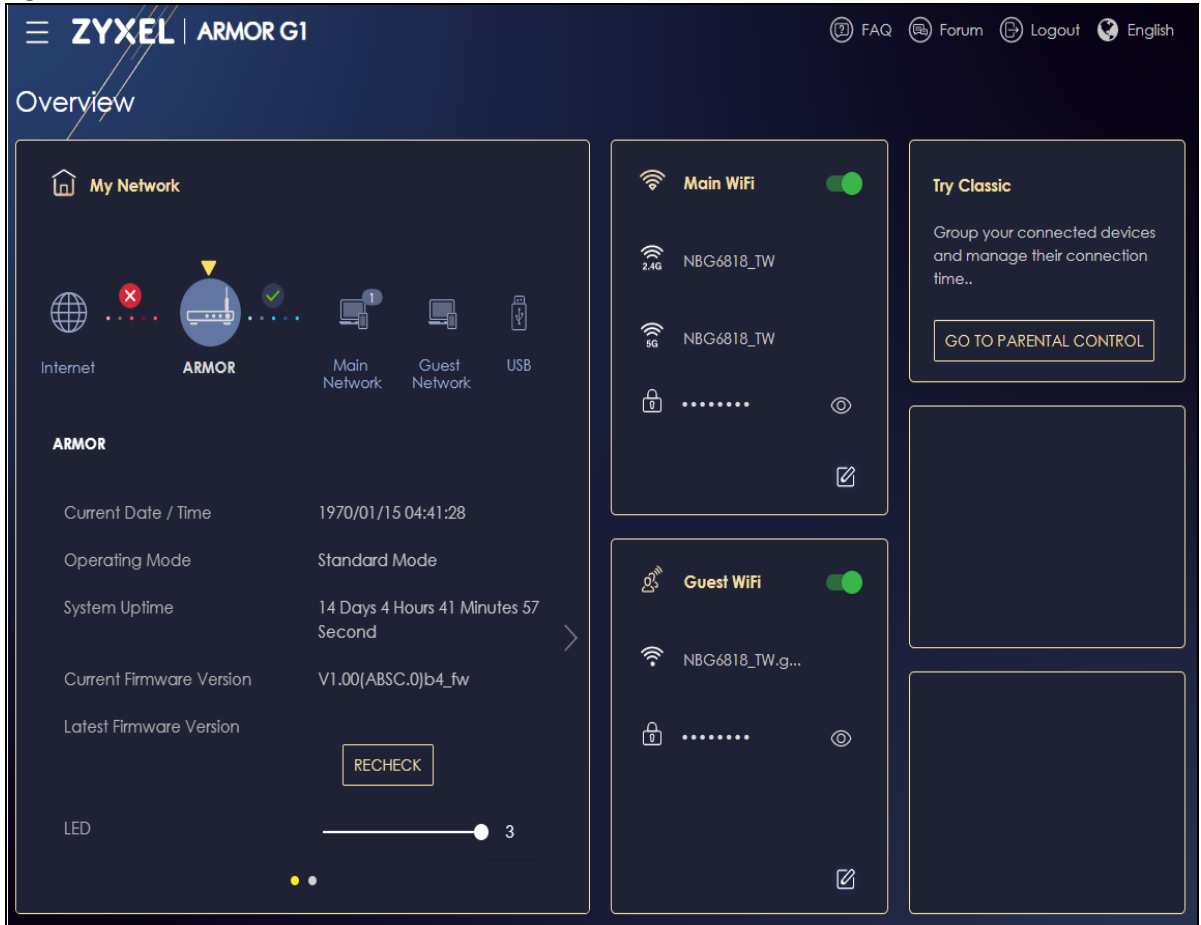 ZYXEL | ARMOR G1
FAQ
Forum
Logout
English
Overview
My Network
1
Internet
ARMOR
Main
Network
Guest
Network
USB
ARMOR
Current Date / Time 1970/01/15 04:41:28
Operating Mode Standard Mode
System Uptime 14 Days 4 Hours 41 Minutes 57
Second
Current Firmware Version V1.00(ABSC.0)b4_fw
Latest Firmware Version
RECHECK
LED 3
Main WiFi
2.4G NBG6818_TW
5G NBG6818_TW
••••••••
Guest WiFi
NBG6818_TW.g...
••••••••
Try Classic
Group your connected devices
and manage their connection
time..
GO TO PARENTAL CONTROL